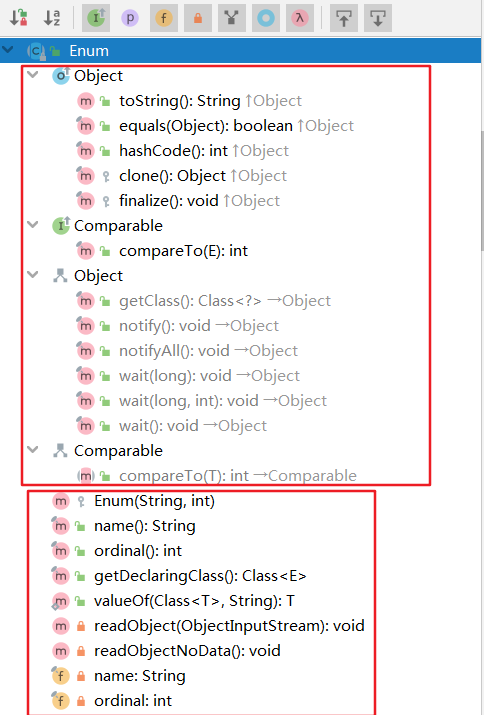 Enum
Object
toString(): String ↑Object
equals(Object): boolean ↑Object
hashCode(): int ↑Object
clone(): Object ↑Object
finalize(): void ↑Object
Comparable
compareTo(E): int
Object
getClass(): Class<?> →Object
notify(): void →Object
notifyAll(): void →Object
wait(long): void →Object
wait(long, int): void →Object
wait(): void →Object
Comparable
compareTo(T): int →Comparable
Enum(String, int)
name(): String
ordinal(): int
getDeclaringClass(): Class<E>
valueOf(Class<T>, String): T
readObject(ObjectInputStream): void
readObjectNoData(): void
name: String
ordinal: int